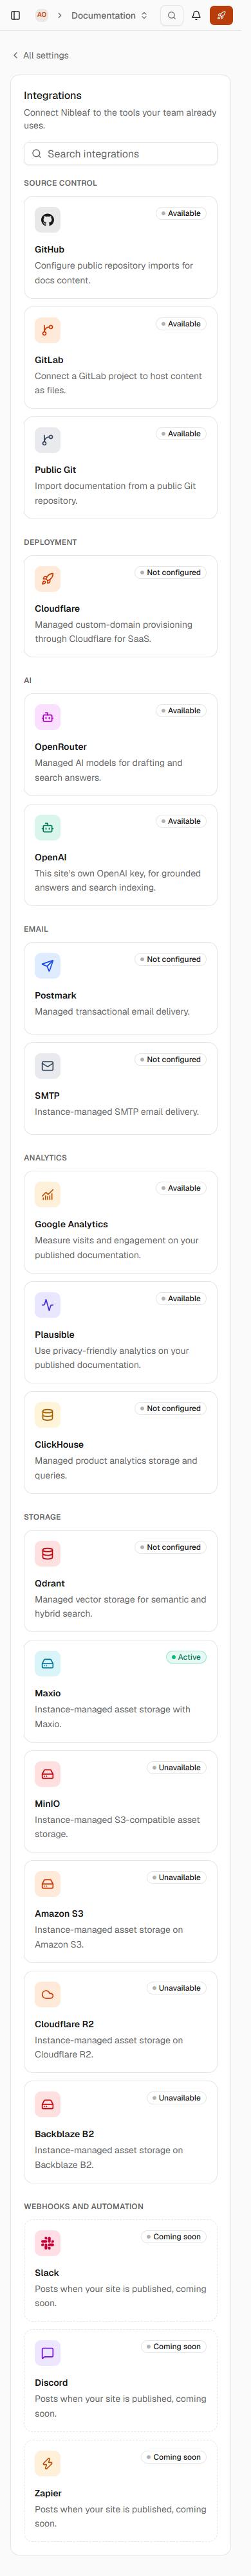 AO
Documentation
All settings
Integrations
Connect Nibleaf to the tools your team already
uses.
Search integrations
SOURCE CONTROL
Available
GitHub
Configure public repository imports for
docs content.
Available
GitLab
Connect a GitLab project to host content
as files.
Available
Public Git
Import documentation from a public Git
repository.
DEPLOYMENT
Not configured
Cloudflare
Managed custom-domain provisioning
through Cloudflare for SaaS.
AI
Available
OpenRouter
Managed AI models for drafting and
search answers.
Available
OpenAI
This site's own OpenAI key, for grounded
answers and search indexing.
EMAIL
Not configured
Postmark
Managed transactional email delivery.
Not configured
SMTP
Instance-managed SMTP email delivery.
ANALYTICS
Available
Google Analytics
Measure visits and engagement on your
published documentation.
Available
Plausible
Use privacy-friendly analytics on your
published documentation.
Not configured
ClickHouse
Managed product analytics storage and
queries.
STORAGE
Not configured
Qdrant
Managed vector storage for semantic and
hybrid search.
Active
Maxio
Instance-managed asset storage with
Maxio.
Unavailable
MinIO
Instance-managed S3-compatible asset
storage.
Unavailable
Amazon S3
Instance-managed asset storage on
Amazon S3.
Unavailable
Cloudflare R2
Instance-managed asset storage on
Cloudflare R2.
Unavailable
Backblaze B2
Instance-managed asset storage on
Backblaze B2.
WEBHOOKS AND AUTOMATION
Coming soon
Slack
Posts when your site is published, coming
soon.
Coming soon
Discord
Posts when your site is published, coming
soon.
Coming soon
Zapier
Posts when your site is published, coming
soon.